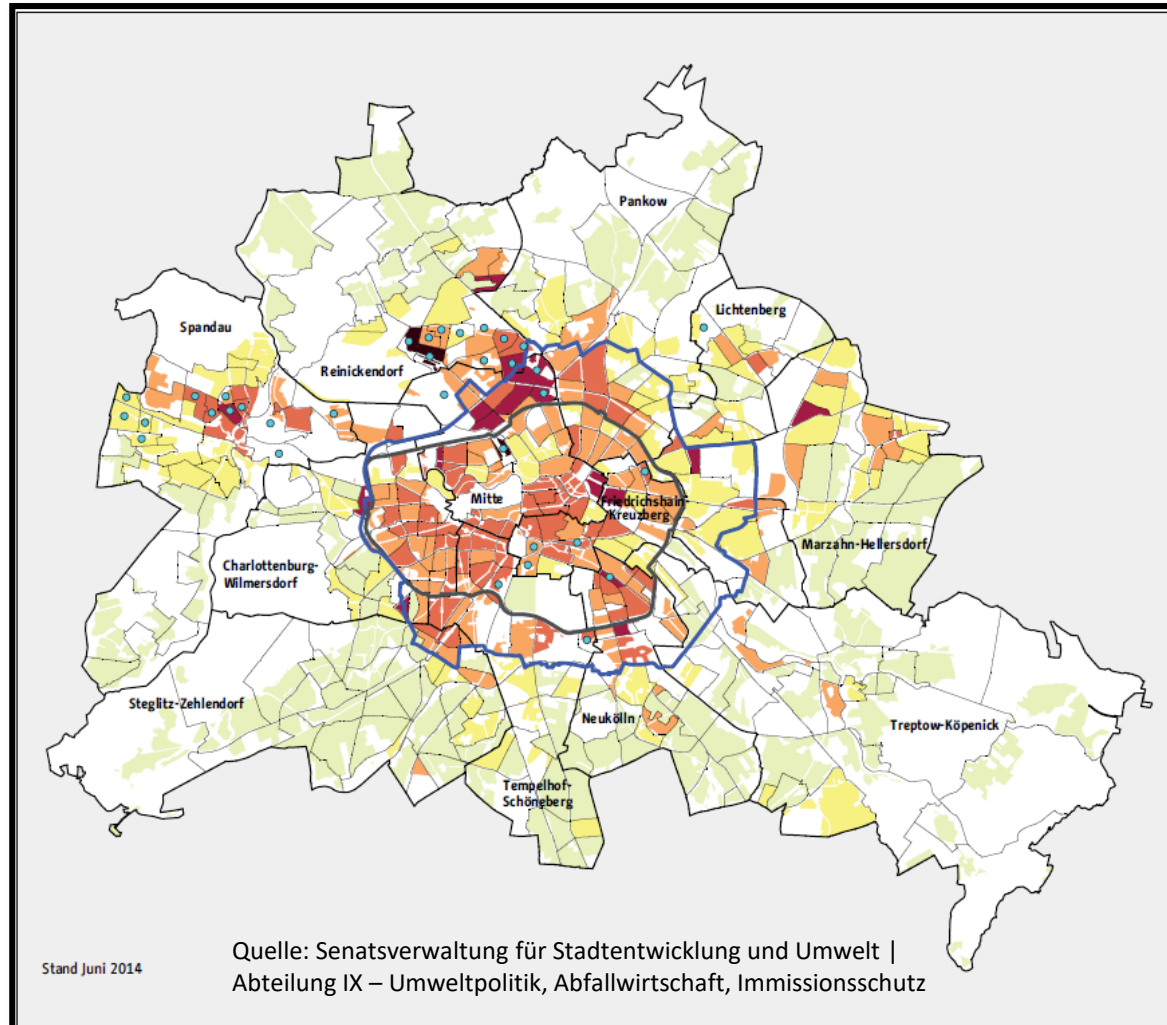 Pankow
Lichtenberg
Spandau
Reinickendorf
Mitte
Friedrichshain-
Kreuzberg
Marzahn-Hellersdorf
Charlottenburg-
Wilmersdorf
Steglitz-Zehlendorf
Neukölln
Treptow-Köpenick
Tempelhof-
Schöneberg
Quelle: Senatsverwaltung für Stadtentwicklung und Umwelt |
Stand Juni 2014
Abteilung IX – Umweltpolitik, Abfallwirtschaft, Immissionsschutz